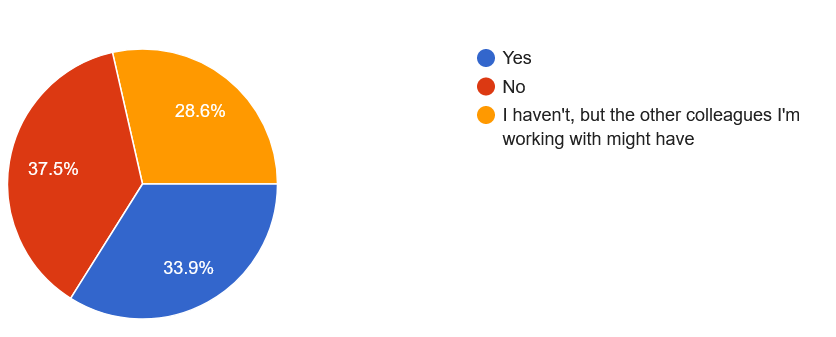 28.6%
37.5%
33.9%
Yes
No
I haven't, but the other colleagues I'm
working with might have